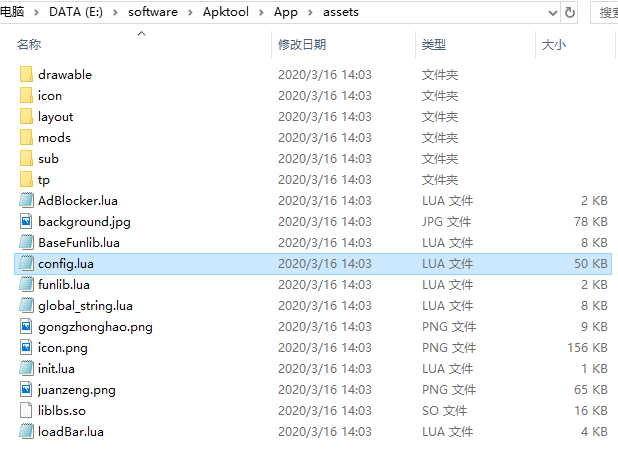 电脑 > DATA (E:) > software > Apktool > App > assets 搜索
名称 修改日期 类型 大小
drawable 2020/3/16 14:03 文件夹
icon 2020/3/16 14:03 文件夹
layout 2020/3/16 14:03 文件夹
mods 2020/3/16 14:03 文件夹
sub 2020/3/16 14:03 文件夹
tp 2020/3/16 14:03 文件夹
AdBlocker.lua 2020/3/16 14:03 LUA 文件 2 KB
background.jpg 2020/3/16 14:03 JPG 文件 78 KB
BaseFunlib.lua 2020/3/16 14:03 LUA 文件 8 KB
config.lua 2020/3/16 14:03 LUA 文件 50 KB
funlib.lua 2020/3/16 14:03 LUA 文件 2 KB
global_string.lua 2020/3/16 14:03 LUA 文件 8 KB
gongzhonghao.png 2020/3/16 14:03 PNG 文件 9 KB
icon.png 2020/3/16 14:03 PNG 文件 156 KB
init.lua 2020/3/16 14:03 LUA 文件 1 KB
juanzeng.png 2020/3/16 14:03 PNG 文件 65 KB
liblbs.so 2020/3/16 14:03 SO 文件 16 KB
loadBar.lua 2020/3/16 14:03 LUA 文件 4 KB